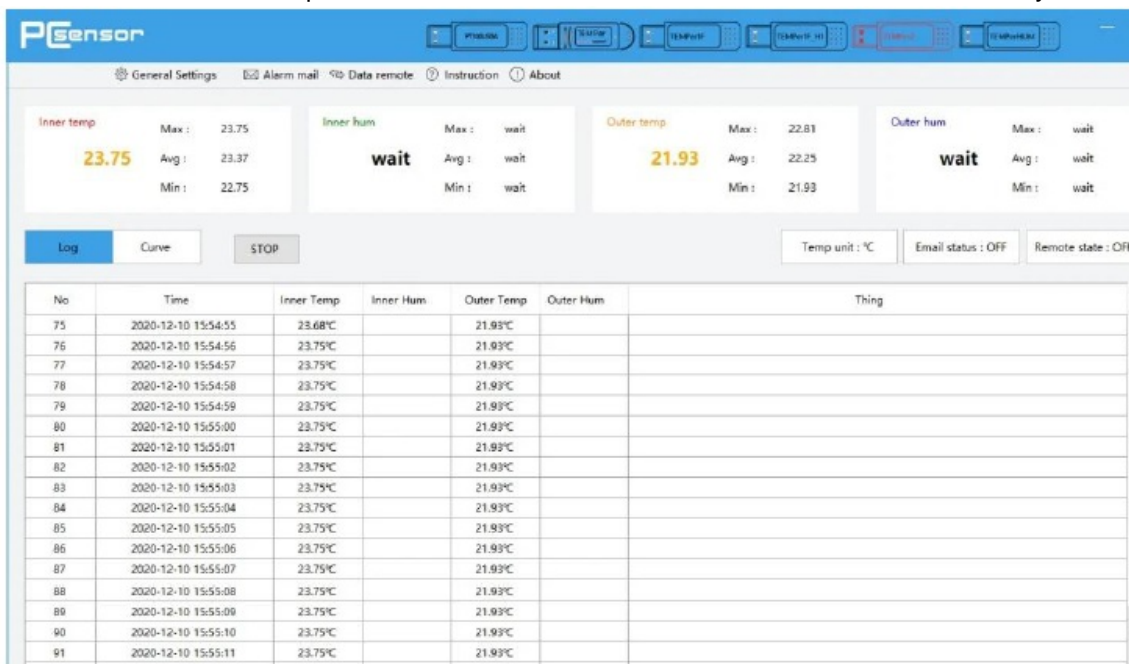 PCsensor
TEMPer1F TEMPer1F_H1 TEMPerHUM
General Settings Alarm mail Data remote Instruction About
Inner temp Inner hum Outer temp Outer hum
Max : 23.75 Max : wait Max : 22.81 Max : wait
23.75 Avg : 23.37 wait Avg : wait 21.93 Avg : 22.25 wait Avg : wait
Min : 22.75 Min : wait Min : 21.93 Min : wait
Log Curve STOP Temp unit : ℃ Email status : OFF Remote state :
No Time Inner Temp Inner Hum Outer Temp Outer Hum Thing
75 2020-12-10 15:54:55 23.68℃ 21.93℃
76 2020-12-10 15:54:56 23.75℃ 21.93℃
77 2020-12-10 15:54:57 23.75℃ 21.93℃
78 2020-12-10 15:54:58 23.75℃ 21.93℃
79 2020-12-10 15:54:59 23.75℃ 21.93℃
80 2020-12-10 15:55:00 23.75℃ 21.93℃
81 2020-12-10 15:55:01 23.75℃ 21.93℃
82 2020-12-10 15:55:02 23.75℃ 21.93℃
83 2020-12-10 15:55:03 23.75℃ 21.93℃
84 2020-12-10 15:55:04 23.75℃ 21.93℃
85 2020-12-10 15:55:05 23.75℃ 21.93℃
86 2020-12-10 15:55:06 23.75℃ 21.93℃
87 2020-12-10 15:55:07 23.75℃ 21.93℃
88 2020-12-10 15:55:08 23.75℃ 21.93℃
89 2020-12-10 15:55:09 23.75℃ 21.93℃
90 2020-12-10 15:55:10 23.75℃ 21.93℃
91 2020-12-10 15:55:11 23.75℃ 21.93℃